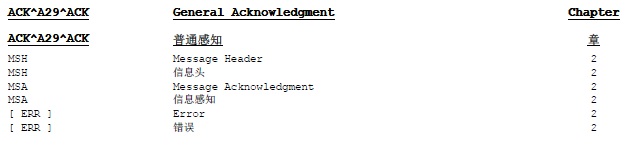 ACK^A29^ACK General Acknowledgment Chapter
ACK^A29^ACK 普通感知 章
MSH Message Header 2
MSH 信息头 2
MSA Message Acknowledgment 2
MSA 信息感知 2
[ ERR ] Error 2
[ ERR ] 错误 2